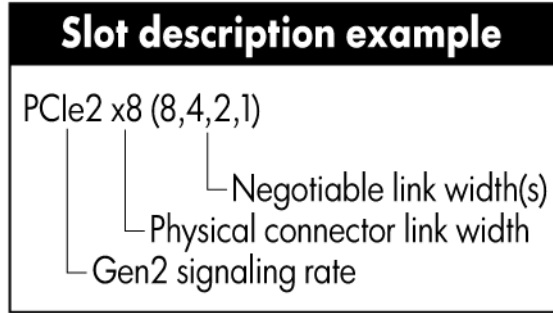 Slot description example
PCIe2 x8 (8,4,2,1)
Negotiable link width(s)
Physical connector link width
Gen2 signaling rate